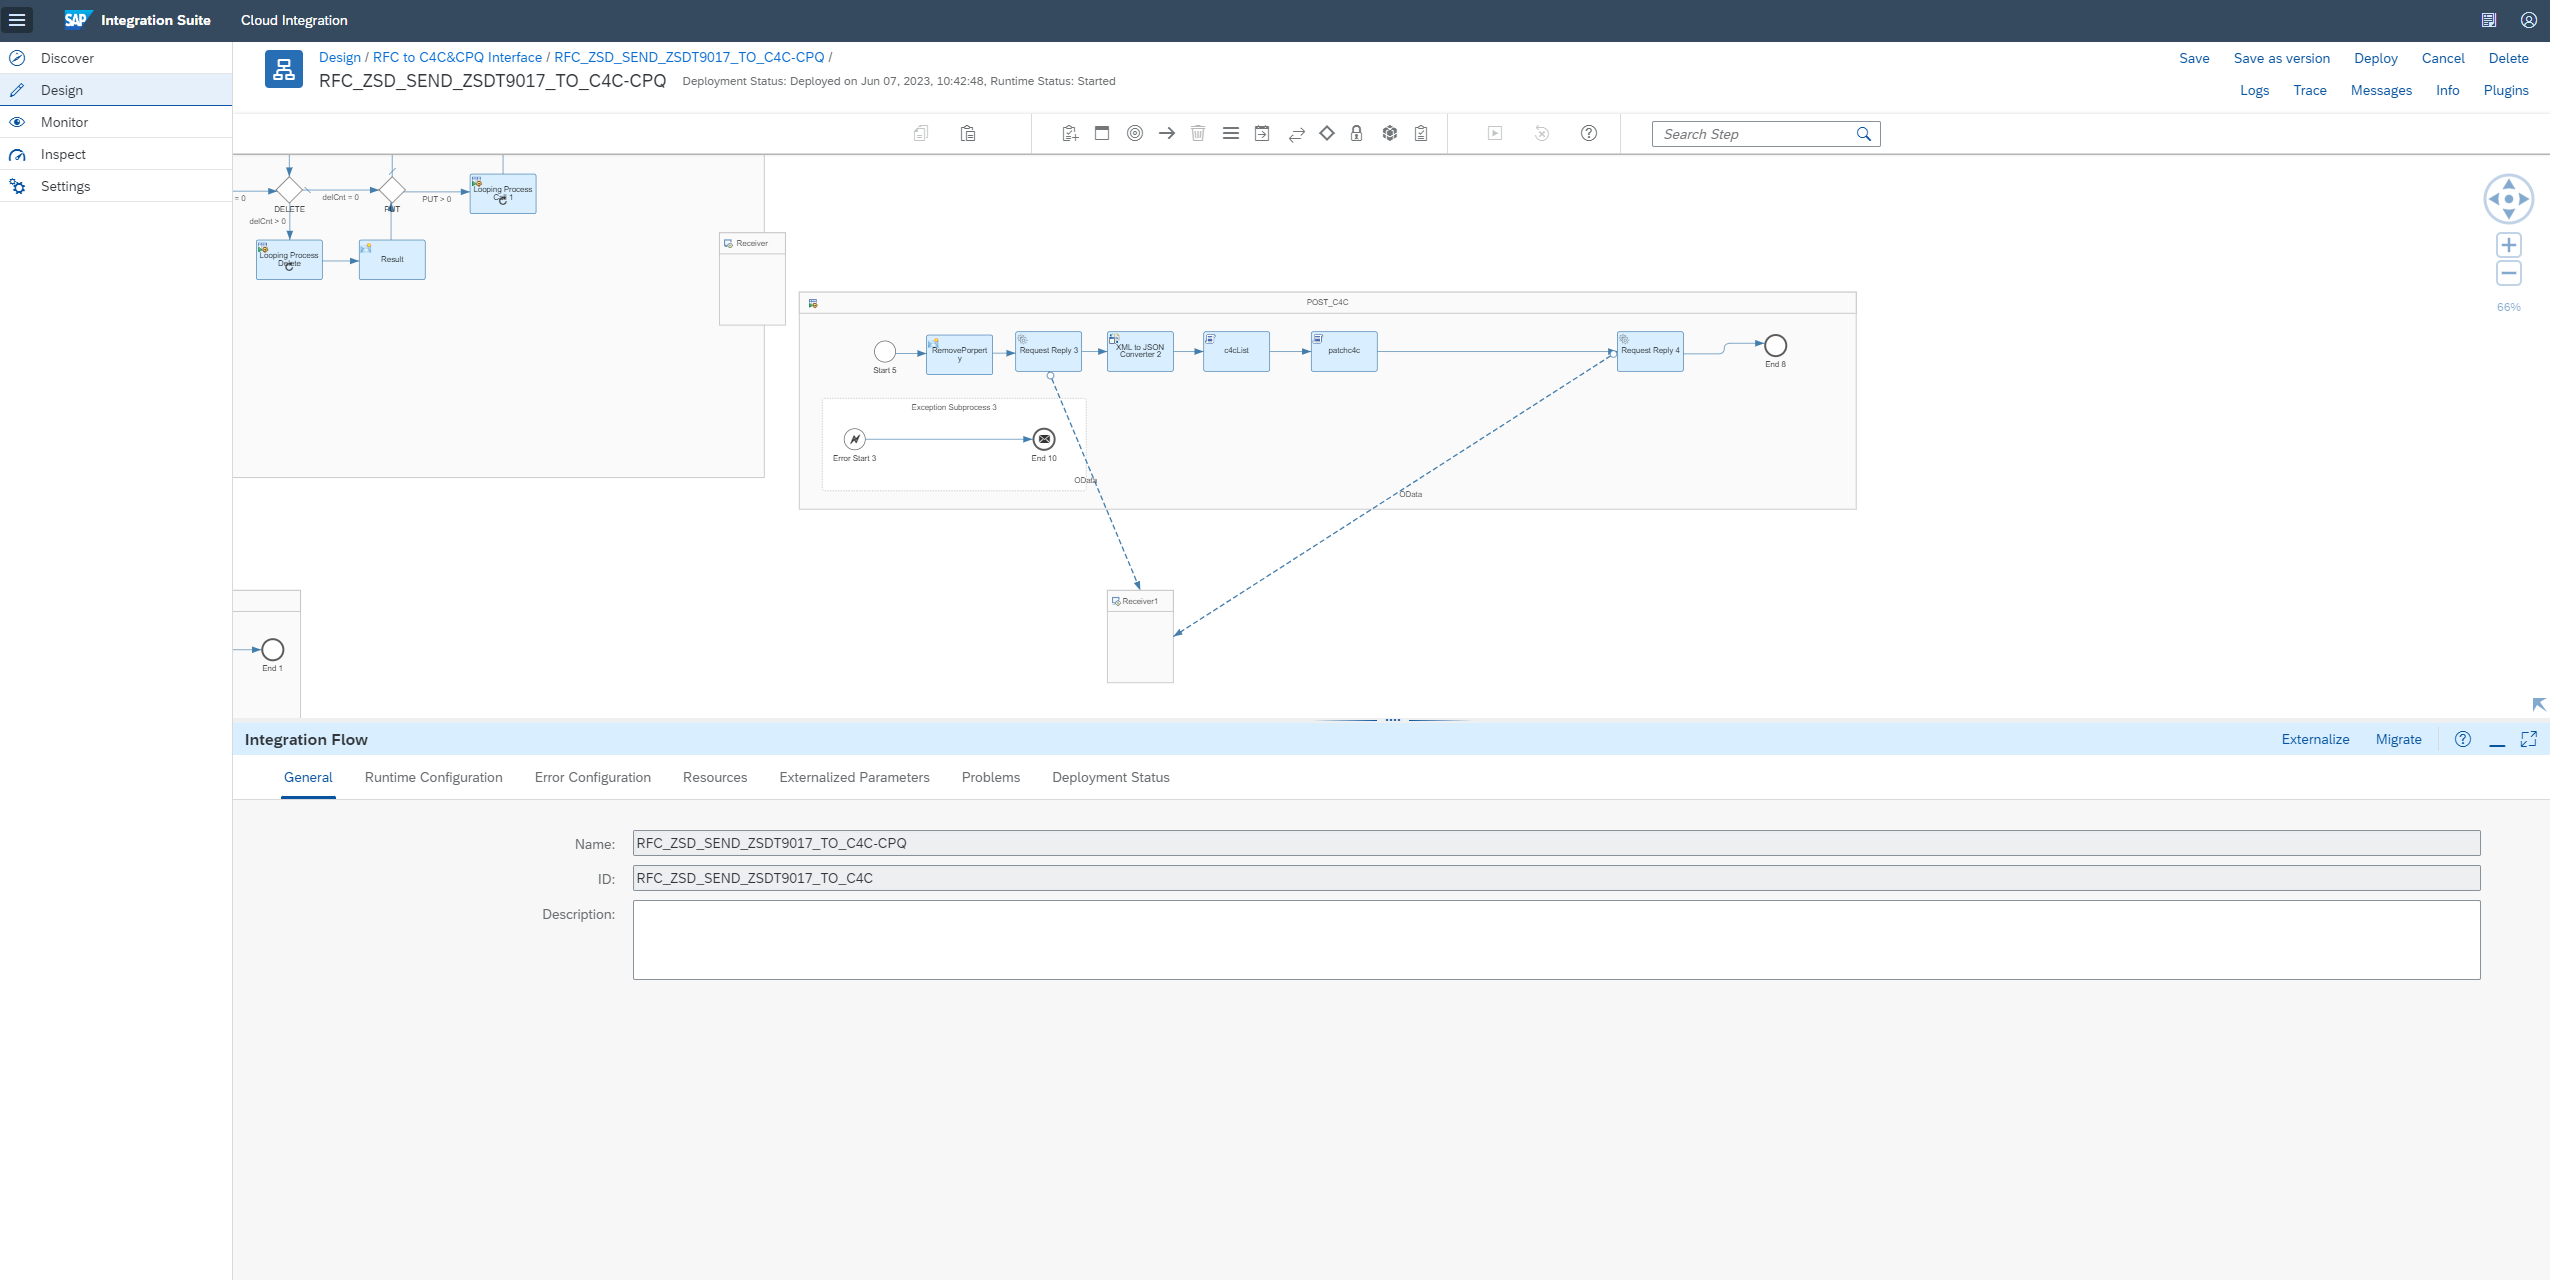 SAP Integration Suite Cloud Integration
Discover
Design
Monitor
Inspect
Settings
Design / RFC to C4C&CPQ Interface / RFC_ZSD_SEND_ZSDT9017_TO_C4C-CPQ /
RFC_ZSD_SEND_ZSDT9017_TO_C4C-CPQ Deployment Status: Deployed on Jun 07, 2023, 10:42:48, Runtime Status: Started
Save Save as version Deploy Cancel Delete
Logs Trace Messages Info Plugins
Search Step
= 0
DELETE
delCnt = 0
PUT
PUT > 0
Looping Process
Call 1
delCnt > 0
Looping Process
Delete
Result
Receiver
66%
POST_C4C
Start 5
RemovePorpert
y
Request Reply 3
XML to JSON
Converter 2
c4cList
patchc4c
Request Reply 4
End 8
Exception Subprocess 3
Error Start 3
End 10
OData
OData
Receiver1
End 1
Integration Flow
Externalize Migrate
General Runtime Configuration Error Configuration Resources Externalized Parameters Problems Deployment Status
Name: RFC_ZSD_SEND_ZSDT9017_TO_C4C-CPQ
ID: RFC_ZSD_SEND_ZSDT9017_TO_C4C
Description: